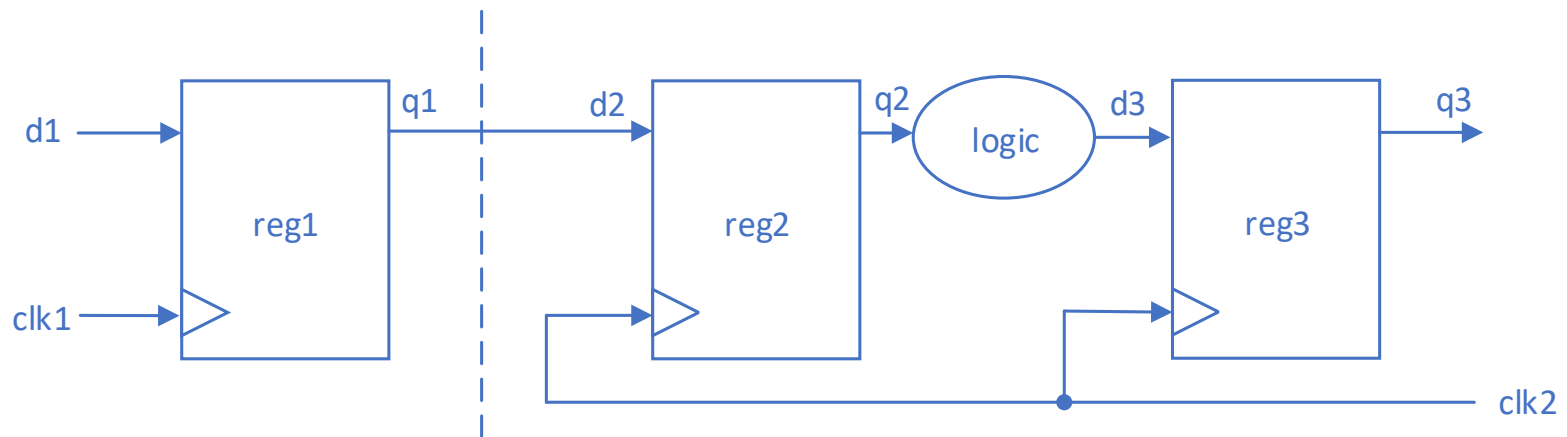 d1
clk1
reg1
q1
d2
reg2
q2
logic
d3
reg3
q3
clk2